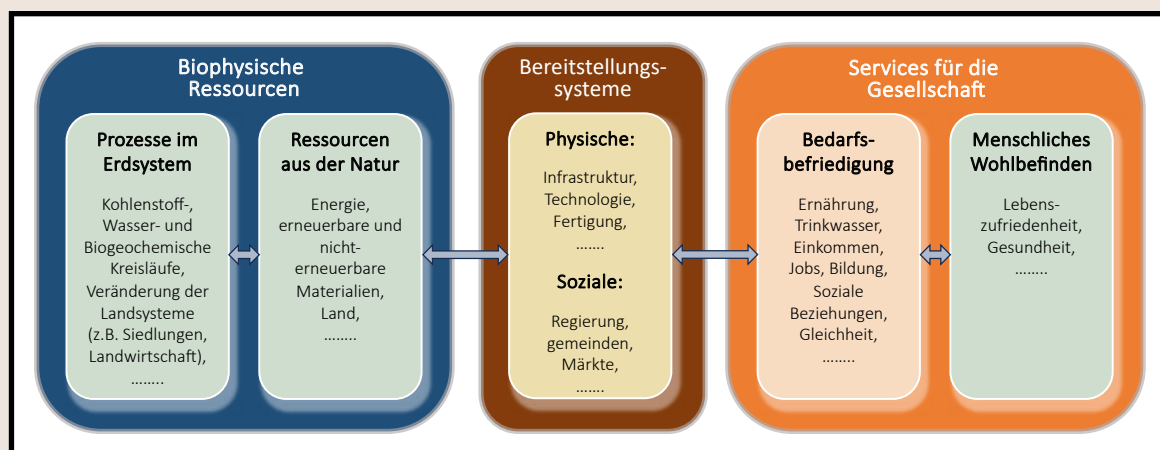 Biophysische
Ressourcen
Prozesse im
Erdsystem
Kohlenstoff-,
Wasser- und
Biogeochemische
Kreisläufe,
Veränderung der
Landsysteme
(z.B. Siedlungen,
Landwirtschaft),
........
Ressourcen
aus der Natur
Energie,
erneuerbare und
nicht-
erneuerbare
Materialien,
Land,
........
Bereitstellungs-
systeme
Physische:
Infrastruktur,
Technologie,
Fertigung,
.......
Soziale:
Regierung,
gemeinden,
Märkte,
.......
Services für die
Gesellschaft
Bedarfs-
befriedigung
Ernährung,
Trinkwasser,
Einkommen,
Jobs, Bildung,
Soziale
Beziehungen,
Gleichheit,
........
Menschliches
Wohlbefinden
Lebens-
zufriedenheit,
Gesundheit,
........